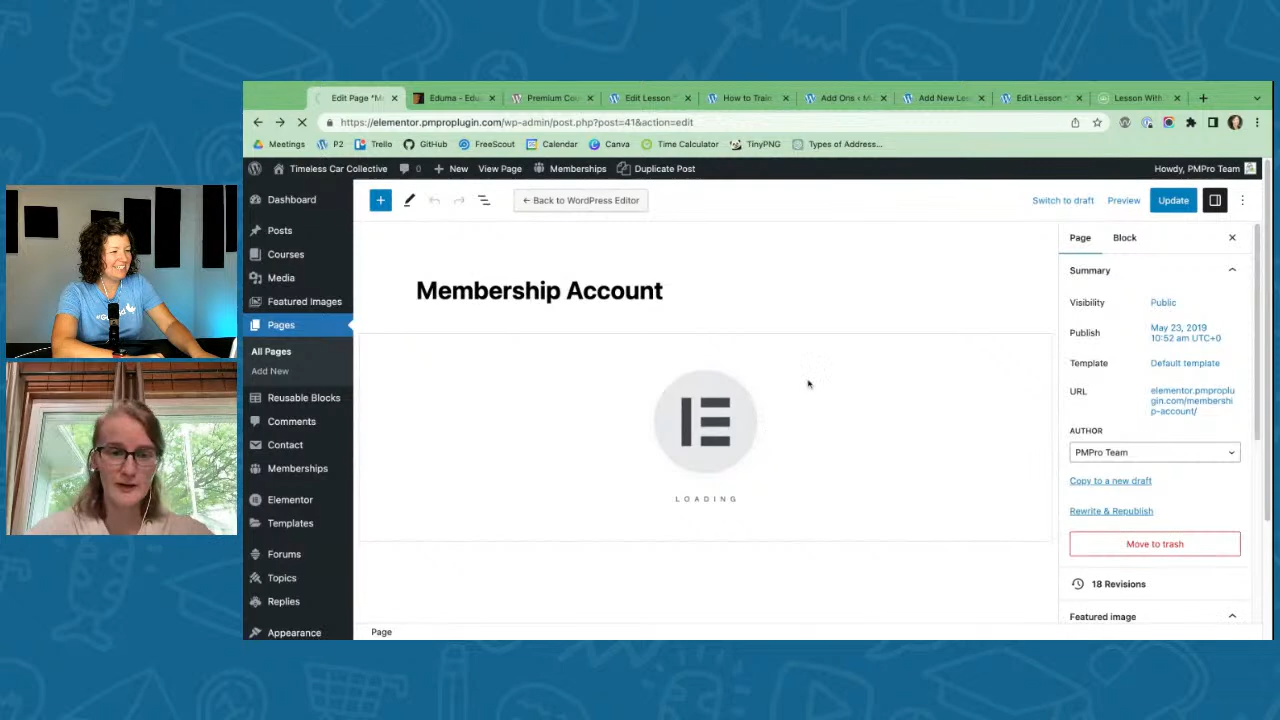 Edit Page "M
Eduma - Edu
Premium Co
Edit Lesson "
How to Train
Add Ons ‹ M
Add New Les
Edit Lesson "
Lesson With
https://elementor.pmproplugin.com/wp-admin/post.php?post=41&action=edit
Meetings
P2
Trello
GitHub
FreeScout
Calendar
Canva
Time Calculator
TinyPNG
Types of Address...
Timeless Car Collective
0
New
View Page
Memberships
Duplicate Post
Howdy, PMPro Team
Dashboard
Posts
Courses
Media
Featured Images
Pages
All Pages
Add New
Reusable Blocks
Comments
Contact
Memberships
Elementor
Templates
Forums
Topics
Replies
Appearance
← Back to WordPress Editor
Switch to draft
Preview
Update
Membership Account
LOADING
Page
Page
Block
Summary
Visibility
Public
Publish
May 23, 2019
10:52 am UTC+0
Template
Default template
URL
elementor.pmproplu
gin.com/membershi
p-account/
AUTHOR
PMPro Team
Copy to a new draft
Rewrite & Republish
Move to trash
18 Revisions
Featured image